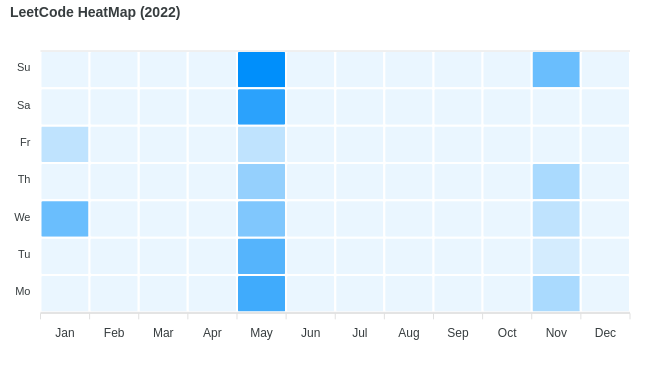 LeetCode HeatMap (2022)
Su
Sa
Fr
Th
We
Tu
Mo
Jan Feb Mar Apr May Jun Jul Aug Sep Oct Nov Dec